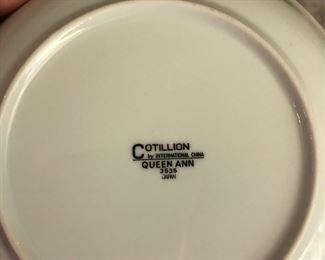 COTILLION
by INTERNATIONAL CHINA
QUEEN ANN
3535
JAPAN